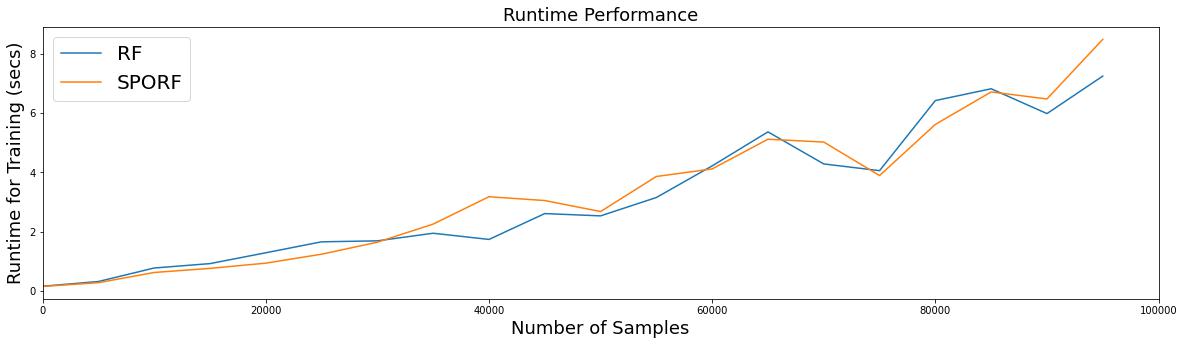 Runtime Performance
RF
SPORF
Runtime for Training (secs)
8
6
4
2
0
0 20000 40000 60000 80000 100000
Number of Samples